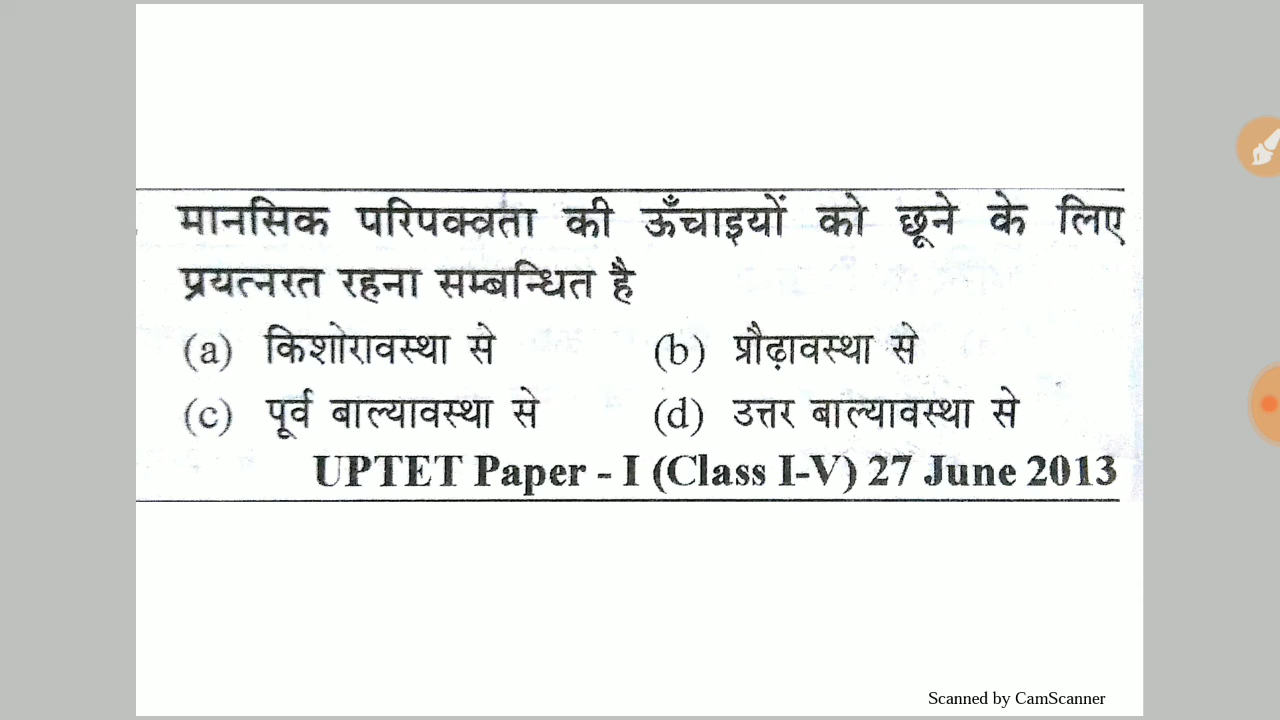 मानसिक परिपक्वता की ऊँचाइयों को छूने के लिए
प्रयत्नरत रहना सम्बन्धित है
(a) किशोरावस्था से (b) प्रौढ़ावस्था से
(c) पूर्व बाल्यावस्था से (d) उत्तर बाल्यावस्था से
UPTET Paper - I (Class I-V) 27 June 2013
Scanned by CamScanner